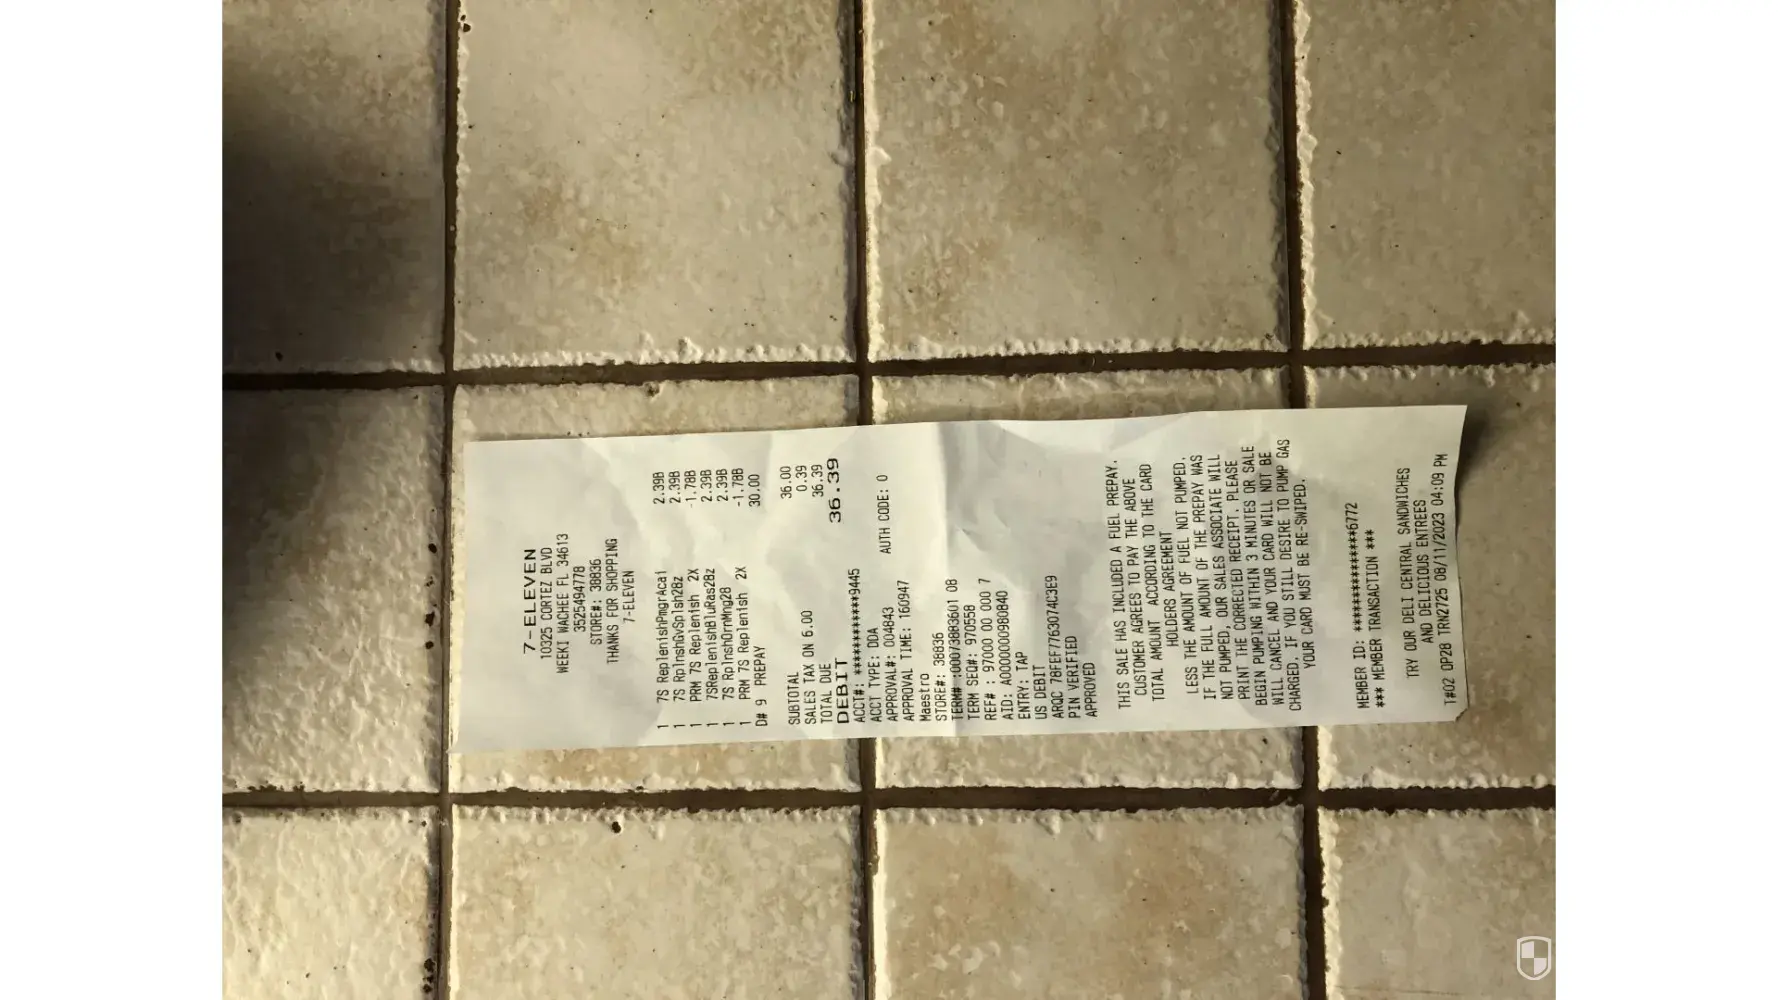 7-ELEVEN
10325 CORTEZ BLVD
WEEKI WACHEE FL 34613
3525494778
STORE#: 38836
THANKS FOR SHOPPING
7-ELEVEN
1 7S ReplenishPmgrAcai 2.39B
1 7S RplnshGvSplsh28z 2.39B
1 PRM 7S Replenish 2X -1.78B
1 7SReplenishBluRas28z 2.39B
1 7S RplnshOrnMng28 2.39B
1 PRM 7S Replenish 2X -1.78B
D# 9 PREPAY 30.00
SUBTOTAL 36.00
SALES TAX ON 6.00 0.39
TOTAL DUE 36.39
DEBIT 36.39
ACCT#: ************9445
ACCT TYPE: DDA
APPROVAL#: 004843 AUTH CODE: 0
APPROVAL TIME: 160947
Maestro
STORE#: 38836
TERM# :00073883601 08
TERM SEQ#: 970558
REF# : 97000 00 000 7
AID: A0000000980840
ENTRY: TAP
US DEBIT
ARQC 78FEF7763074C3E9
PIN VERIFIED
APPROVED
THIS SALE HAS INCLUDED A FUEL PREPAY.
CUSTOMER AGREES TO PAY THE ABOVE
TOTAL AMOUNT ACCORDING TO THE CARD
HOLDERS AGREEMENT
LESS THE AMOUNT OF FUEL NOT PUMPED.
IF THE FULL AMOUNT OF THE PREPAY WAS
NOT PUMPED, OUR SALES ASSOCIATE WILL
PRINT THE CORRECTED RECEIPT. PLEASE
BEGIN PUMPING WITHIN 3 MINUTES OR SALE
WILL CANCEL AND YOUR CARD WILL NOT BE
CHARGED. IF YOU STILL DESIRE TO PUMP GAS
YOUR CARD MUST BE RE-SWIPED.
MEMBER ID: ***************6772
*** MEMBER TRANSACTION ***
TRY OUR DELI CENTRAL SANDWICHES
AND DELICIOUS ENTREES
T#02 OP28 TRN2725 08/11/2023 04:09 PM